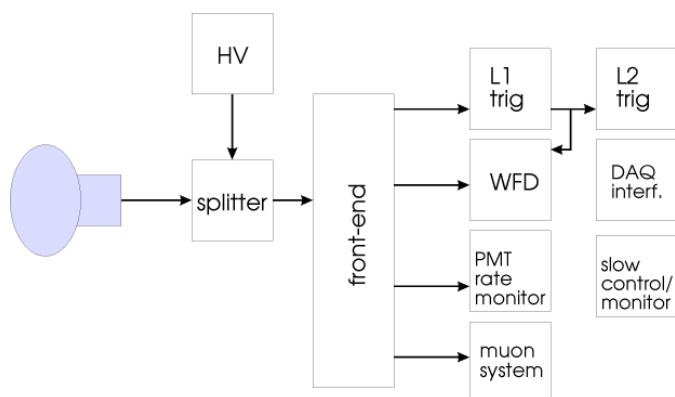 HV
L1
trig
L2
trig
splitter
front-end
WFD
DAQ
interf.
PMT
rate
monitor
slow
control/
monitor
muon
system